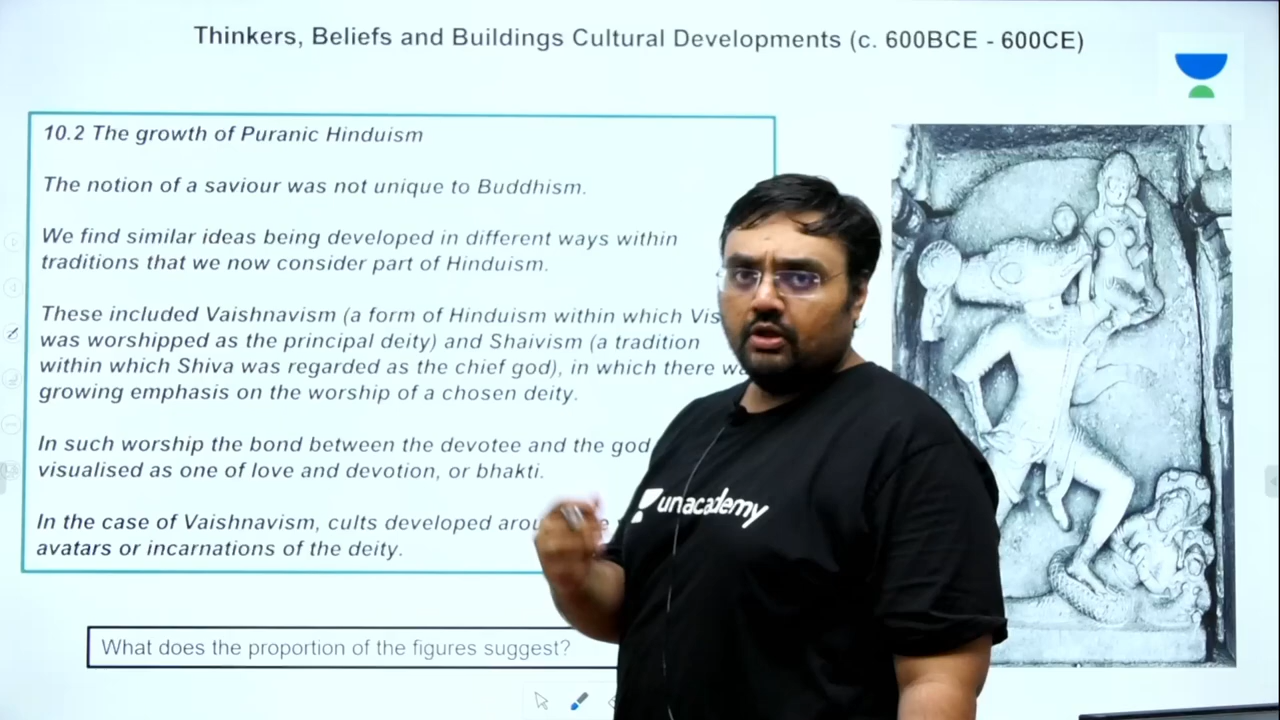 Thinkers, Beliefs and Buildings Cultural Developments (c. 600BCE - 600CE)
10.2 The growth of Puranic Hinduism
The notion of a saviour was not unique to Buddhism.
We find similar ideas being developed in different ways within
traditions that we now consider part of Hinduism.
These included Vaishnavism (a form of Hinduism within which
was worshipped as the principal deity) and Shaivism (a tradition
within which Shiva was regarded as the chief god), in which there
growing emphasis on the worship of a chosen deity.
In such worship the bond between the devotee and the god
visualised as one of love and devotion, or bhakti.
In the case of Vaishnavism, cults developed
avatars or incarnations of the deity.
What does the proportion of the figures suggest?
unacademy